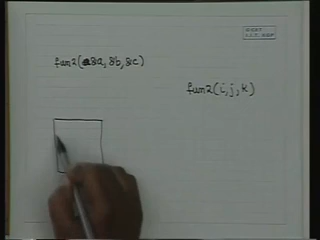 fun2(&a, &b, &c)
fun2(i, j, k)